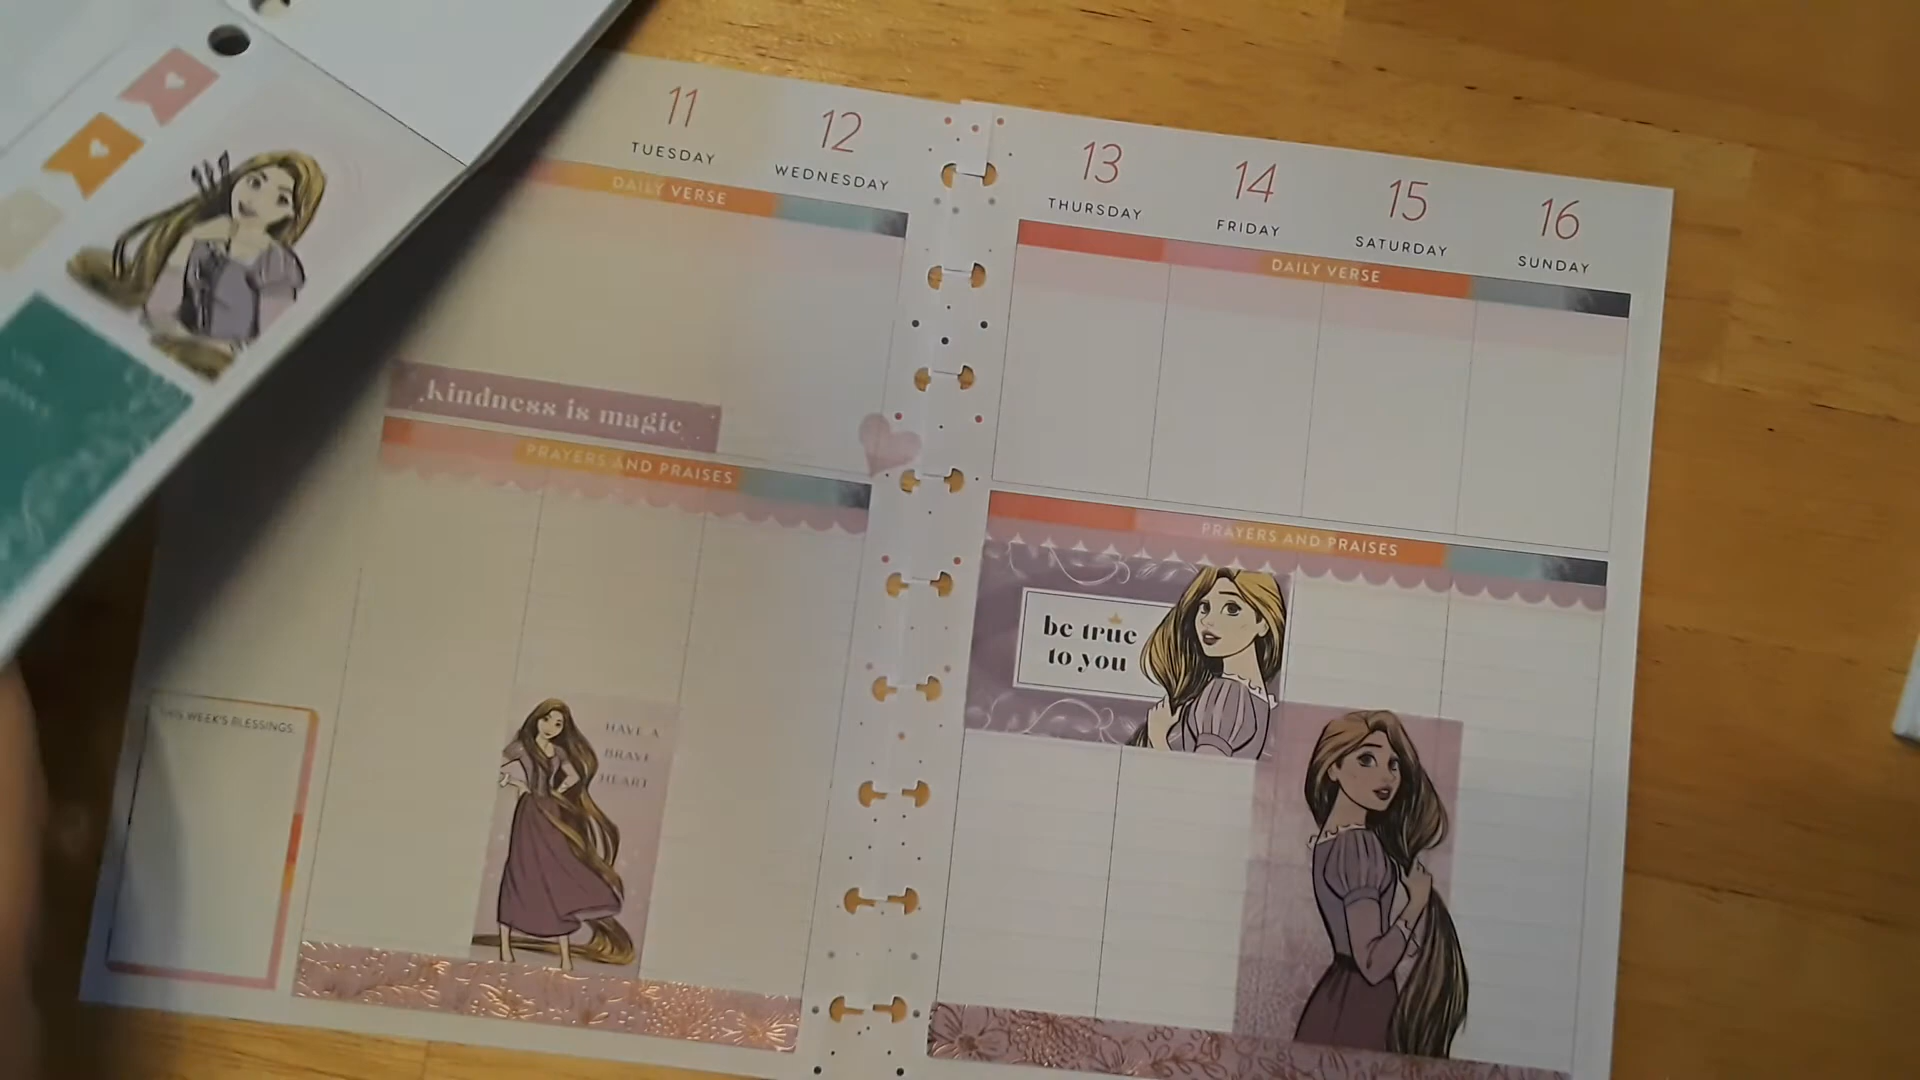 11
TUESDAY
12
WEDNESDAY
DAILY VERSE
kindness is magic
PRAYERS AND PRAISES
THIS WEEK'S BLESSINGS
HAVE A
BRAVE
HEART
13
THURSDAY
14
FRIDAY
15
SATURDAY
16
SUNDAY
DAILY VERSE
PRAYERS AND PRAISES
be true
to you